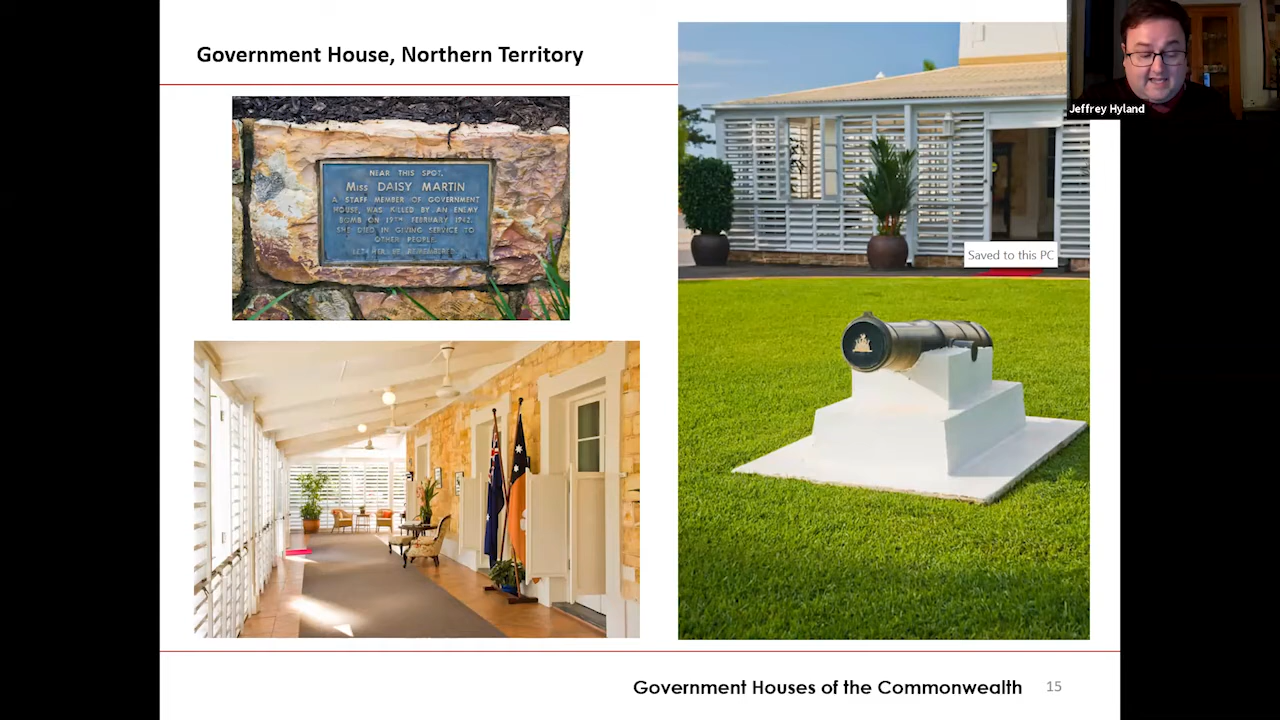 Government House, Northern Territory
Jeffrey Hyland
NEAR THIS SPOT,
MISS DAISY MARTIN
A STAFF MEMBER OF GOVERNMENT
HOUSE, WAS KILLED BY AN ENEMY
BOMB ON 19TH FEBRUARY 1942.
SHE DIED IN GIVING SERVICE TO
OTHER PEOPLE.
Saved to this PC
Government Houses of the Commonwealth
15